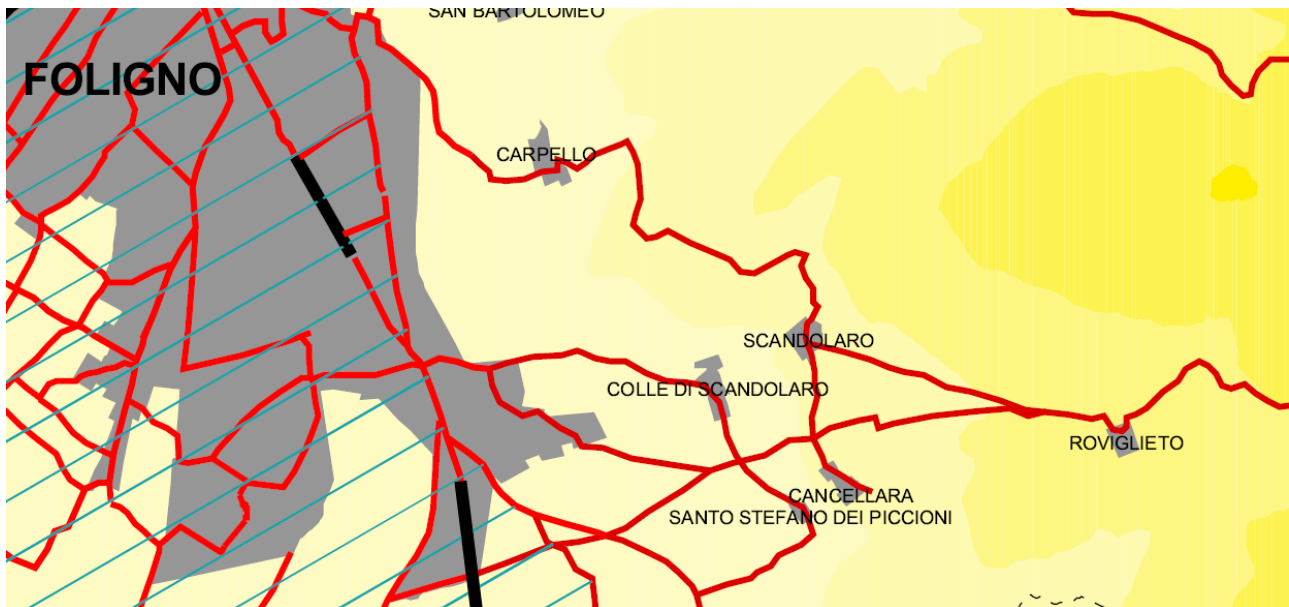 SAN BARTOLOMEO
FOLIGNO
CARPELLO
SCANDOLARO
COLLE DI SCANDOLARO
ROVIGLIETO
CANCELLARA
SANTO STEFANO DEI PICCIONI